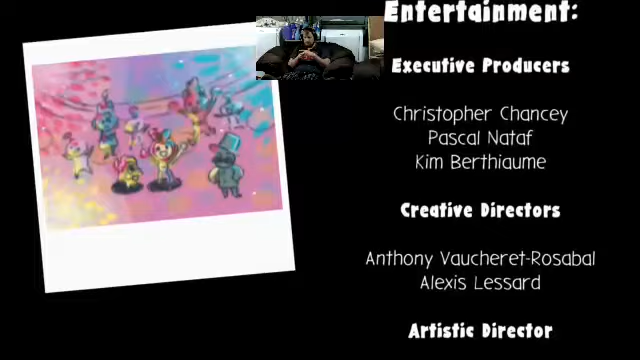 Entertainment:
Executive Producers
Christopher Chancey
Pascal Nataf
Kim Berthiaume
Creative Directors
Anthony Vaucheret-Rosabal
Alexis Lessard
Artistic Director